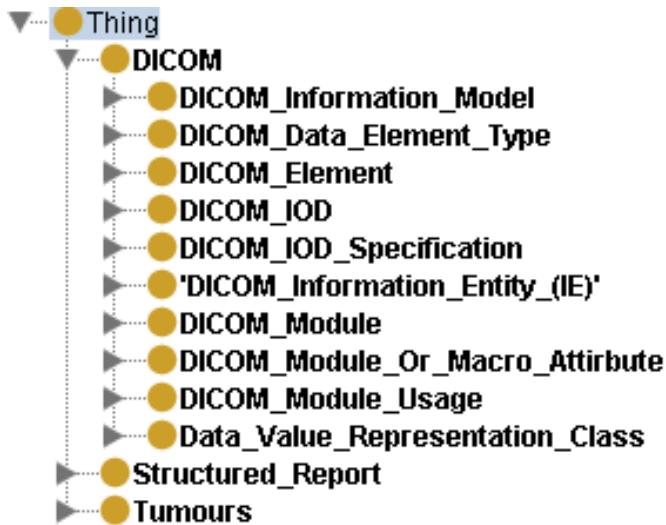 Thing
DICOM
DICOM_Information_Model
DICOM_Data_Element_Type
DICOM_Element
DICOM_IOD
DICOM_IOD_Specification
'DICOM_Information_Entity_(IE)'
DICOM_Module
DICOM_Module_Or_Macro_Attirbute
DICOM_Module_Usage
Data_Value_Representation_Class
Structured_Report
Tumours